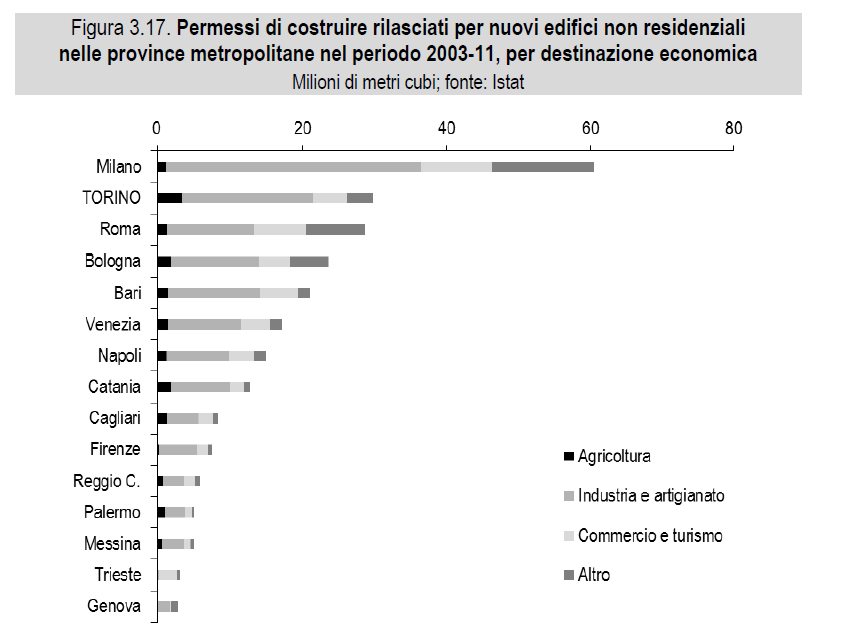 Figura 3.17. Permessi di costruire rilasciati per nuovi edifici non residenziali
nelle province metropolitane nel periodo 2003-11, per destinazione economica
Milioni di metri cubi; fonte: Istat
0 20 40 60 80
Milano
TORINO
Roma
Bologna
Bari
Venezia
Napoli
Catania
Cagliari
Firenze
Reggio C.
Palermo
Messina
Trieste
Genova
Agricoltura
Industria e artigianato
Commercio e turismo
Altro